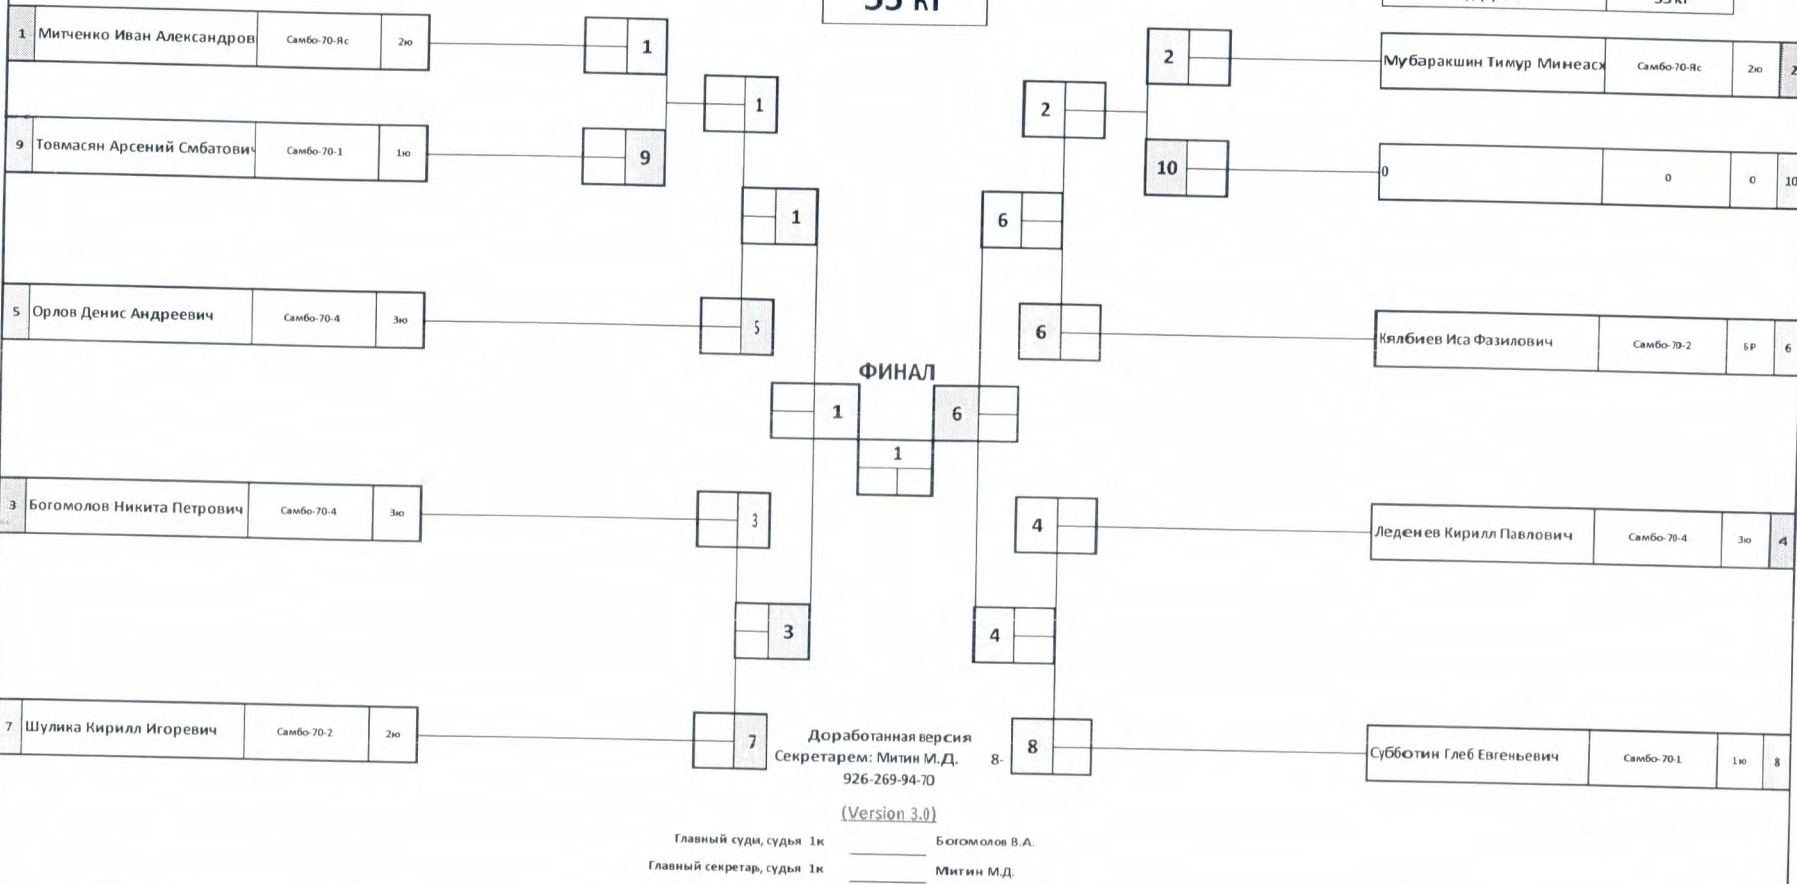 1 Митченко Иван Александров Самбо-70-Яс 2ю
9 Товмасян Арсений Смбатович Самбо-70-1 1ю
5 Орлов Денис Андреевич Самбо-70-4 3ю
3 Богомолов Никита Петрович Самбо-70-4 3ю
7 Шулика Кирилл Игоревич Самбо-70-2 2ю
1
9
1
1
5
3
3
7
ФИНАЛ
1 6
1
2
10
2
6
6
4
4
8
Мубаракшин Тимур Минеасх Самбо-70-Яс 2ю 2
0 0 0 10
Кялбиев Иса Фазилович Самбо-70-2 БР 6
Леденев Кирилл Павлович Самбо-70-4 3ю 4
Субботин Глеб Евгеньевич Самбо-70-1 1ю 8
Доработанная версия
Секретарем: Митин М.Д. 8-
926-269-94-70
(Version 3.0)
Главный судьи, судья 1к Богомолов В.А.
Главный секретарь, судья 1к Митин М.Д.